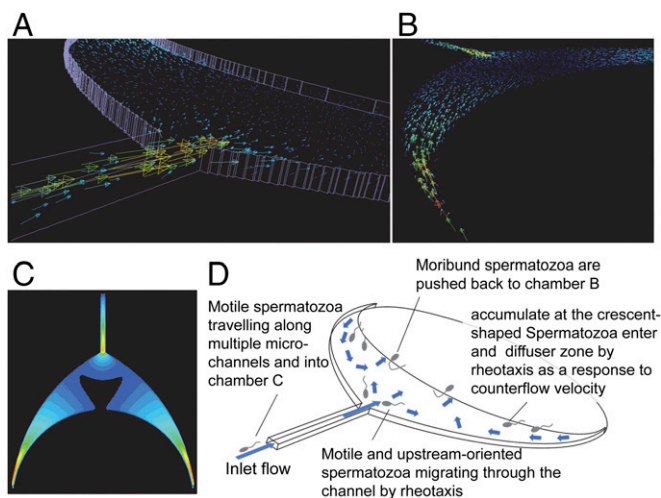 A
B
C
D
Moribund spermatozoa are
pushed back to chamber B
Motile spermatozoa
travelling along
multiple micro-
channels and into
chamber C
accumulate at the crescent-
shaped Spermatozoa enter
and diffuser zone by
rheotaxis as a response to
counterflow velocity
Inlet flow
Motile and upstream-oriented
spermatozoa migrating through the
channel by rheotaxis